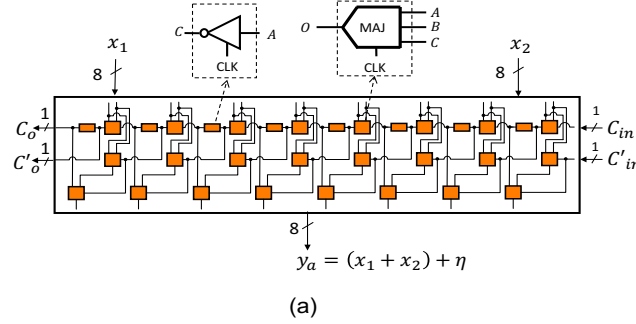 C A
CLK
O MAJ A
B
C
CLK
x₁ x₂
8 8
1 1
Cₒ Cᵢₙ
1 1
C'ₒ C'ᵢₙ
8
yₐ = (x₁ + x₂) + η
(a)